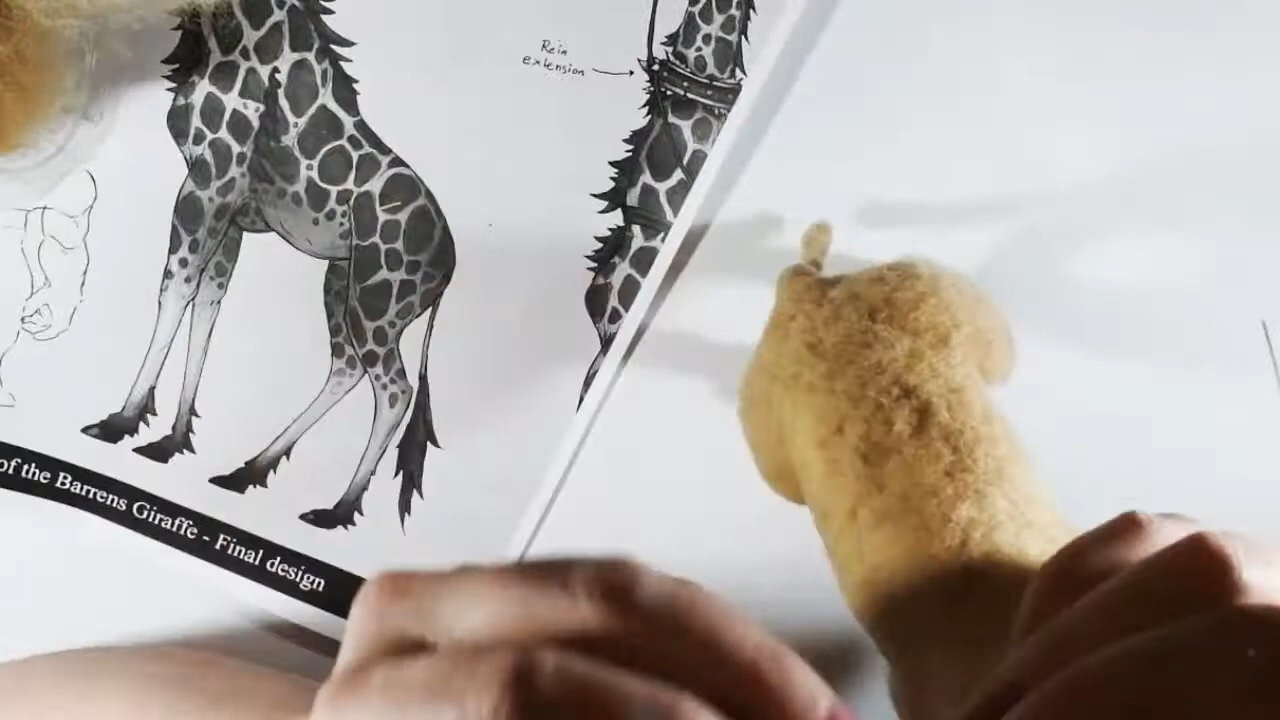 Rein
extension
of the Barrens Giraffe - Final design